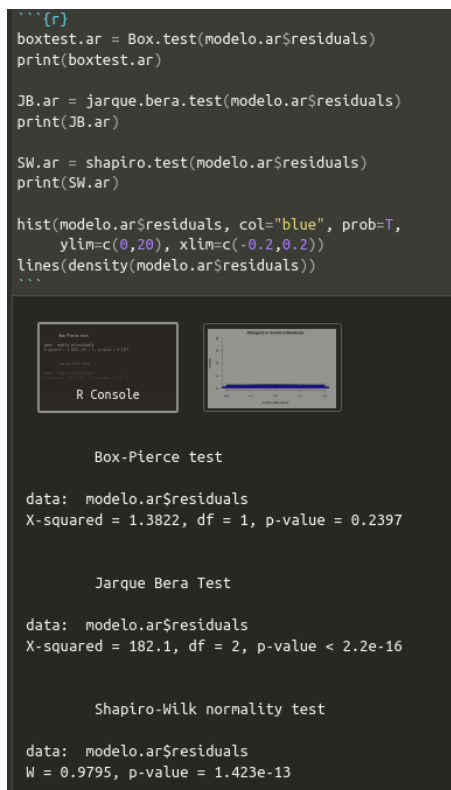 ```{r}
boxtest.ar = Box.test(modelo.ar$residuals)
print(boxtest.ar)
JB.ar = jarque.bera.test(modelo.ar$residuals)
print(JB.ar)
SW.ar = shapiro.test(modelo.ar$residuals)
print(SW.ar)
hist(modelo.ar$residuals, col="blue", prob=T,
ylim=c(0,20), xlim=c(-0.2,0.2))
lines(density(modelo.ar$residuals))
```
R Console
Box-Pierce test
data: modelo.ar$residuals
X-squared = 1.3822, df = 1, p-value = 0.2397
Jarque Bera Test
data: modelo.ar$residuals
X-squared = 182.1, df = 2, p-value < 2.2e-16
Shapiro-Wilk normality test
data: modelo.ar$residuals
W = 0.9795, p-value = 1.423e-13